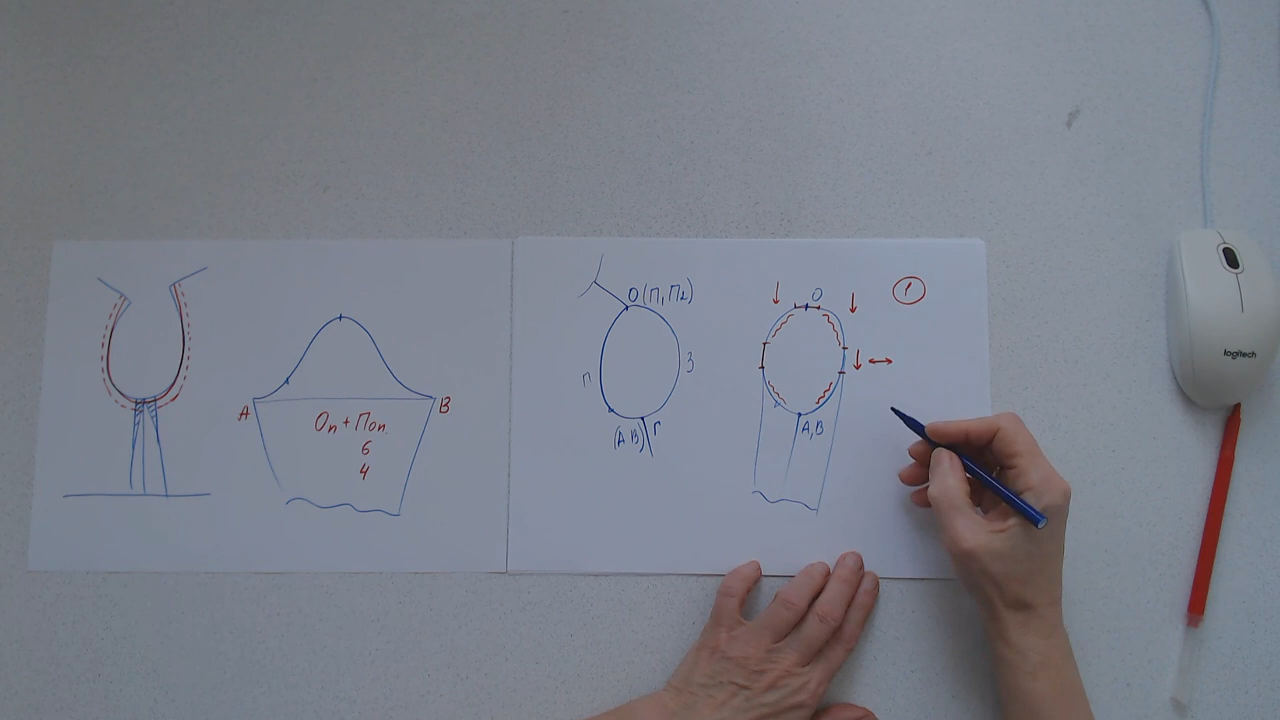 А
В
Оп + Поп.
6
4
О (П₁ П₂)
П
З
(А В) Г
О
А, В
1
logitech